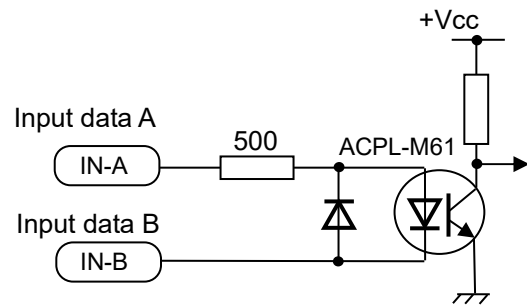 +Vcc
Input data A
500
ACPL-M61
IN-A
Input data B
IN-B